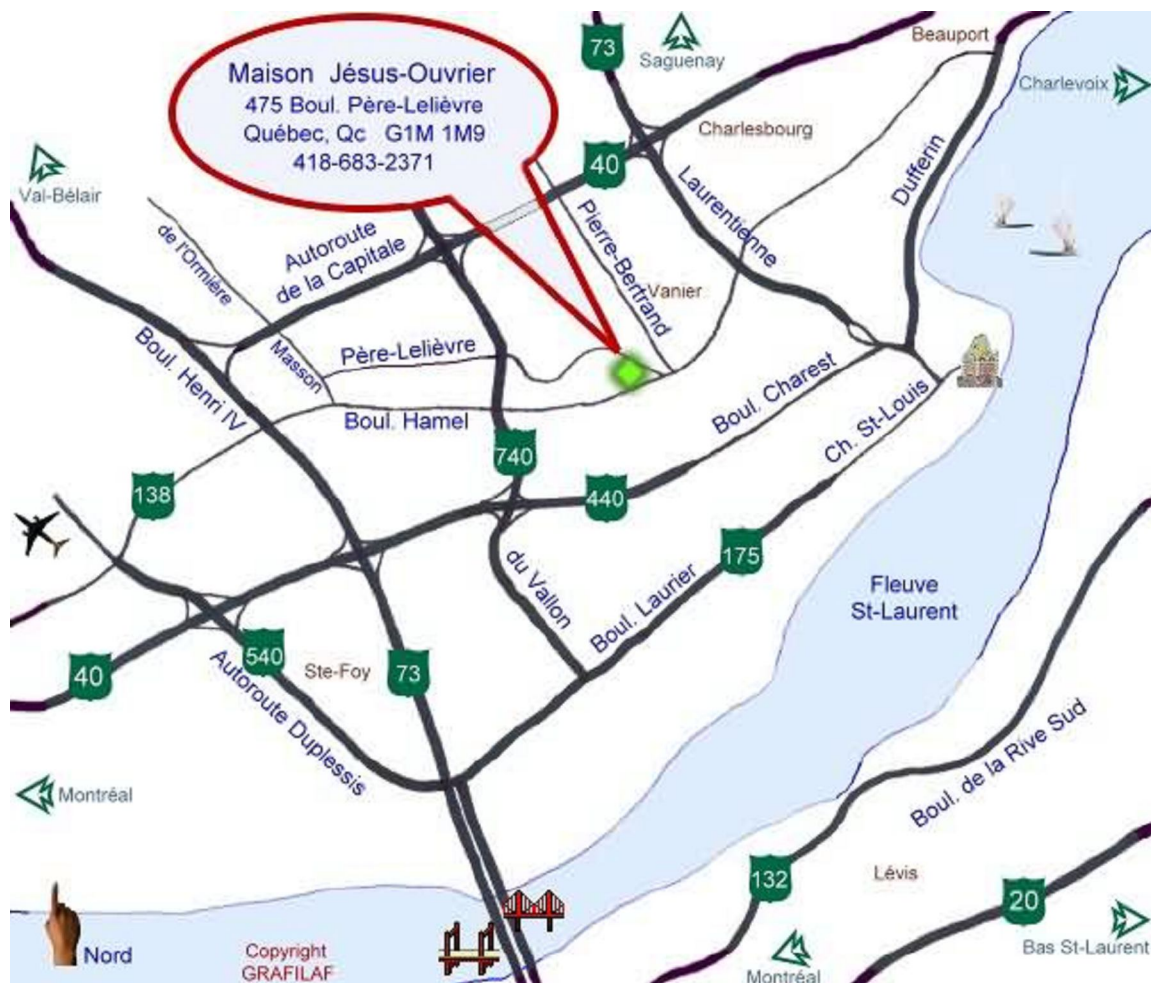 Beauport
73
Saguenay
Charlevoix
Maison Jésus-Ouvrier
475 Boul. Père-Lelièvre
Québec, Qc G1M 1M9
418-683-2371
Charlesbourg
40
Val-Bélair
Dufferin
Laurentienne
Pierre-Bertrand
de l'Ormière
Autoroute
de la Capitale
Vanier
Boul. Henri IV
Masson
Père-Lelièvre
Boul. Hamel
Boul. Charest
Ch. St-Louis
740
138
440
175
du Vallon
Boul. Laurier
Fleuve
St-Laurent
540
40
Ste-Foy
73
Autoroute Duplessis
Montréal
Boul. de la Rive Sud
132
Lévis
20
Nord
Copyright
GRAFILAF
Montréal
Bas St-Laurent